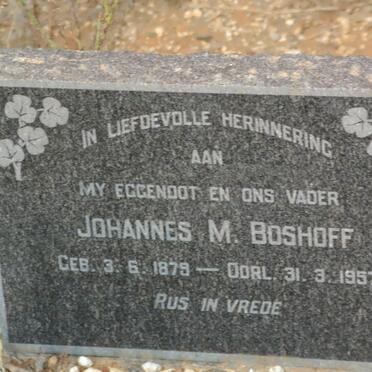 IN LIEFDEVOLLE HERINNERING
AAN
MY EGGENOOT EN ONS VADER
JOHANNES M. BOSHOFF
GEB. 3. 6. 1879 — OORL. 31. 3. 1957
RUS IN VREDE